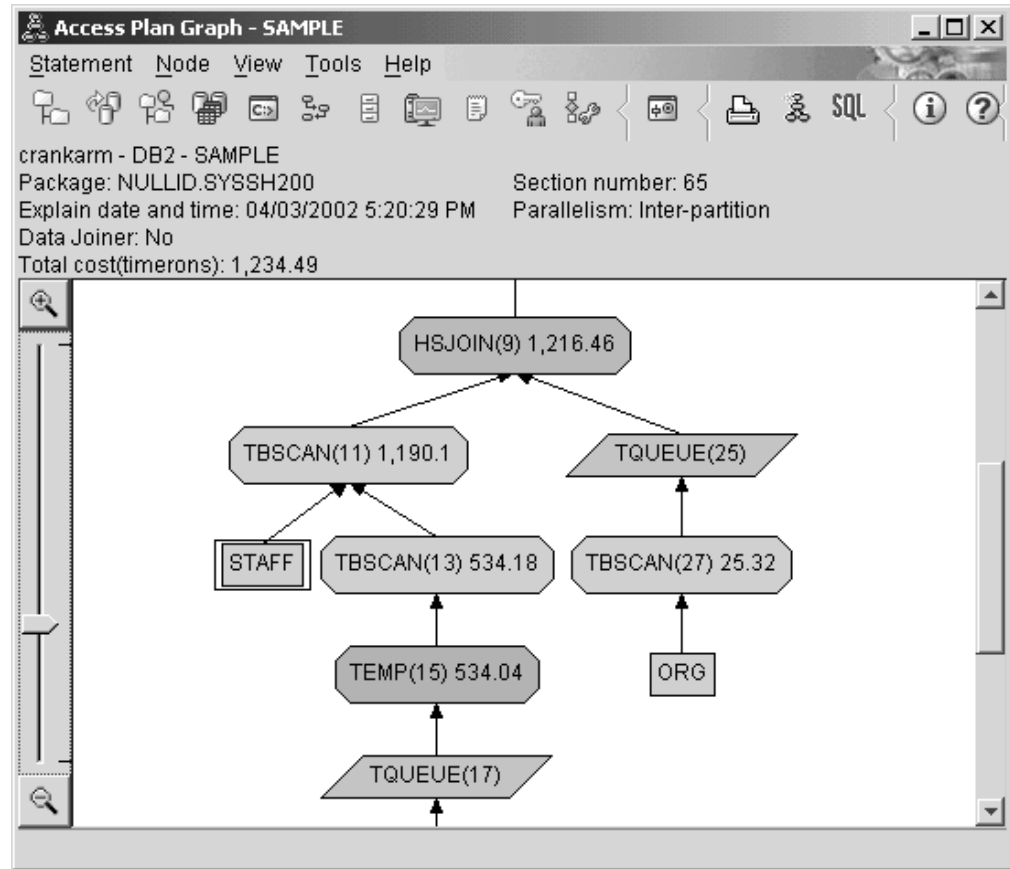 Access Plan Graph - SAMPLE
Statement Node View Tools Help
C:>
SQL
i ?
crankarm - DB2 - SAMPLE
Package: NULLID.SYSSH200 Section number: 65
Explain date and time: 04/03/2002 5:20:29 PM Parallelism: Inter-partition
Data Joiner: No
Total cost(timerons): 1,234.49
HSJOIN(9) 1,216.46
TBSCAN(11) 1,190.1
TQUEUE(25)
STAFF
TBSCAN(13) 534.18
TBSCAN(27) 25.32
TEMP(15) 534.04
ORG
TQUEUE(17)